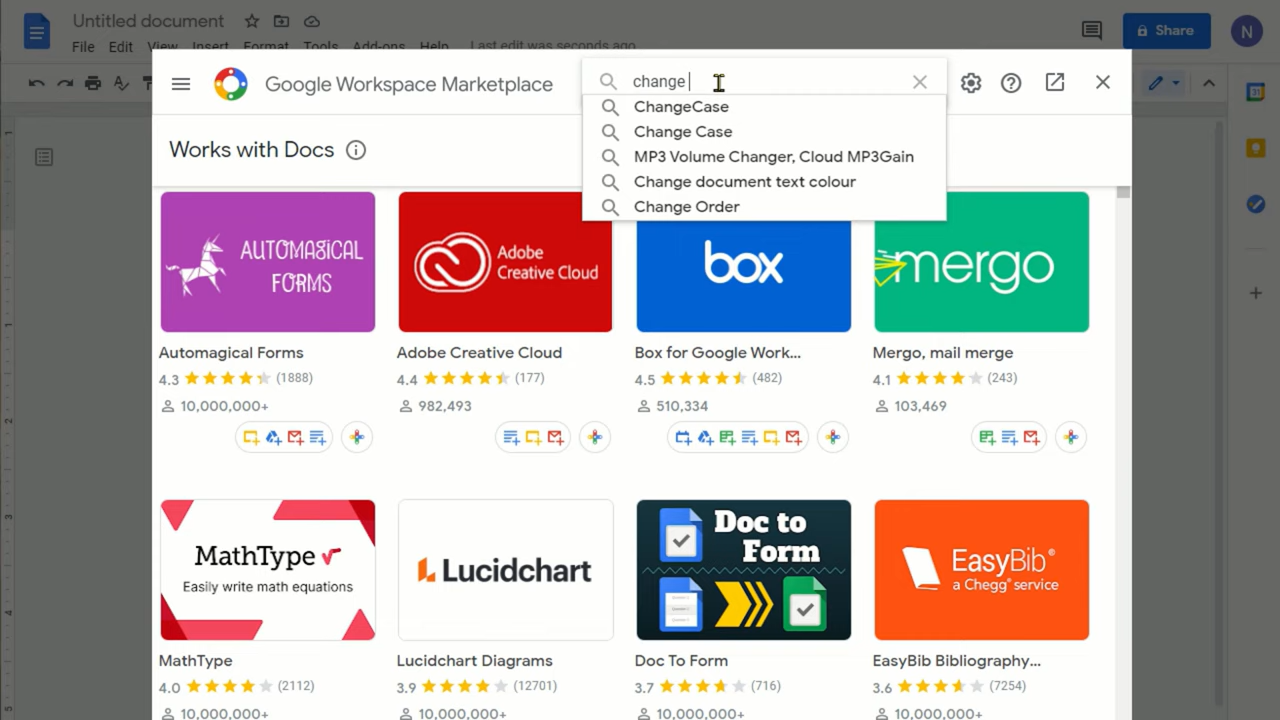 Untitled document
File Edit View Insert Format Tools Add-ons Help Last edit was seconds ago
Share
N
Google Workspace Marketplace
change
ChangeCase
Change Case
MP3 Volume Changer, Cloud MP3Gain
Change document text colour
Change Order
Works with Docs
AUTOMAGICAL FORMS
Adobe Creative Cloud
box
mergo
Automagical Forms
Adobe Creative Cloud
Box for Google Work...
Mergo, mail merge
4.3 (1888)
4.4 (177)
4.5 (482)
4.1 (243)
10,000,000+
982,493
510,334
103,469
MathType
Easily write math equations
Lucidchart
Doc to Form
EasyBib®
a Chegg® service
MathType
Lucidchart Diagrams
Doc To Form
EasyBib Bibliography...
4.0 (2112)
3.9 (12701)
3.7 (716)
3.6 (7254)
10,000,000+
10,000,000+
10,000,000+
10,000,000+